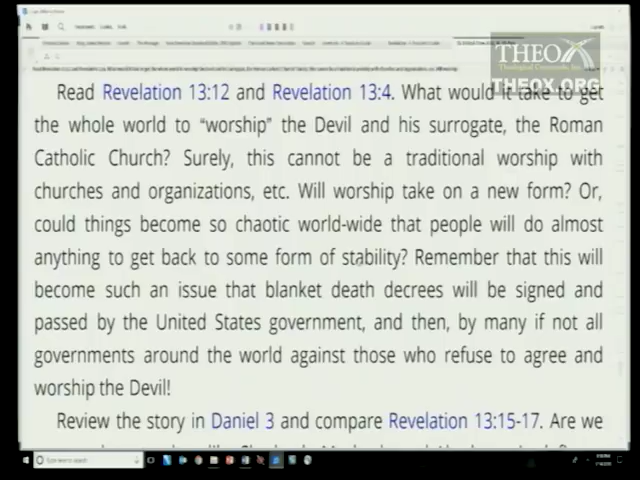 THEOX
THEOX.ORG
Read Revelation 13:12 and Revelation 13:4. What would it take to get
the whole world to “worship” the Devil and his surrogate, the Roman
Catholic Church? Surely, this cannot be a traditional worship with
churches and organizations, etc. Will worship take on a new form? Or,
could things become so chaotic world-wide that people will do almost
anything to get back to some form of stability? Remember that this will
become such an issue that blanket death decrees will be signed and
passed by the United States government, and then, by many if not all
governments around the world against those who refuse to agree and
worship the Devil!
Review the story in Daniel 3 and compare Revelation 13:15-17. Are we